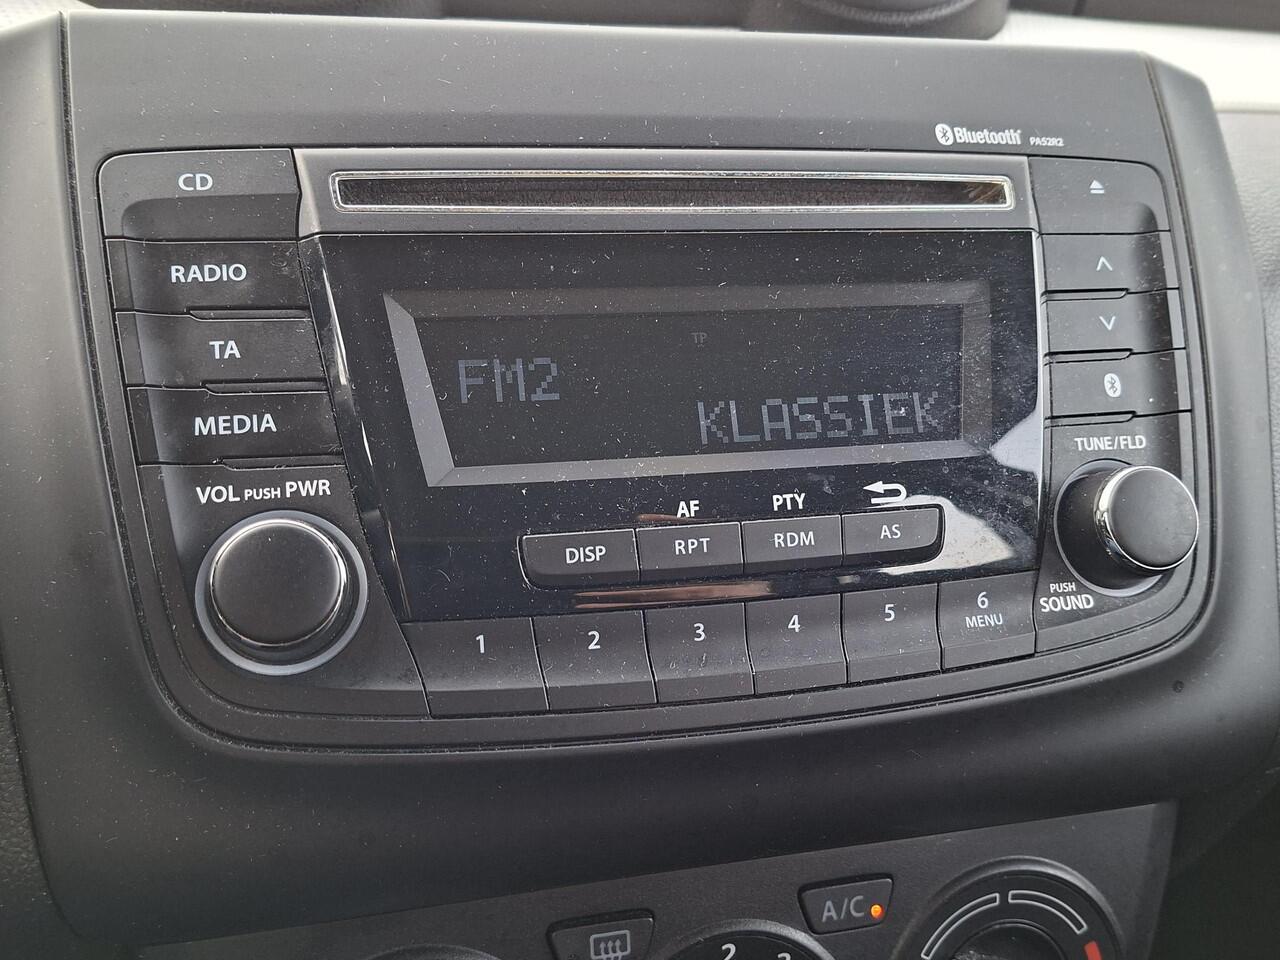 Bluetooth PA52R2
CD
RADIO
TA
MEDIA
VOL PUSH PWR
TP
FM2
KLASSIEK
AF PTY
DISP RPT RDM AS
1 2 3 4 5 6
MENU
TUNE/FLD
PUSH
SOUND
A/C
2